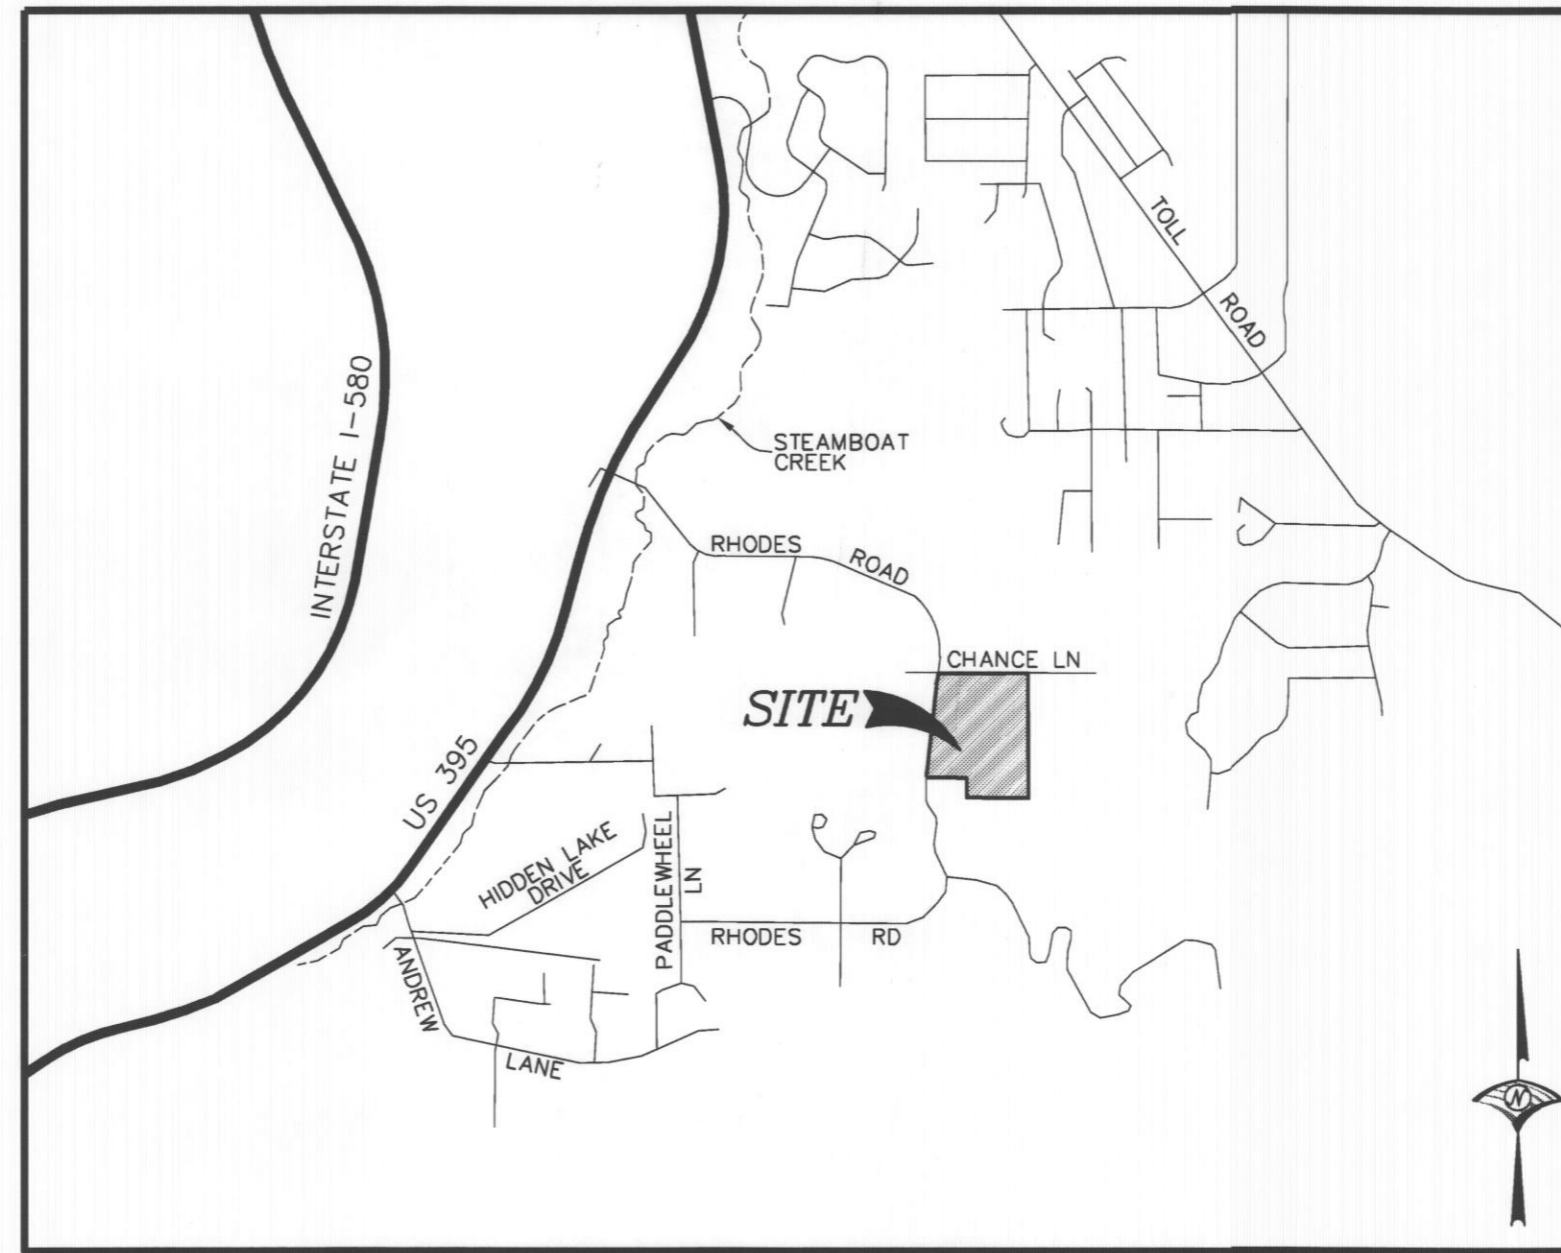 TOLL
ROAD
INTERSTATE I-580
STEAMBOAT
CREEK
RHODES
ROAD
CHANCE LN
SITE
US 395
HIDDEN LAKE
DRIVE
PADDLEWHEEL
LN
RHODES RD
ANDREW
LANE
N